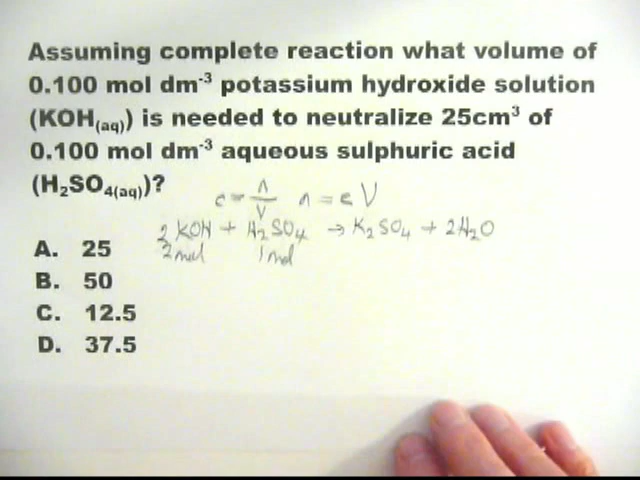 Assuming complete reaction what volume of
0.100 mol dm⁻³ potassium hydroxide solution
(KOH₍aq₎) is needed to neutralize 25cm³ of
0.100 mol dm⁻³ aqueous sulphuric acid
(H₂SO₄₍aq₎)?
c = n/V n = c V
2 KOH + H₂SO₄ → K₂SO₄ + 2H₂O
2 mol 1 mol
A. 25
B. 50
C. 12.5
D. 37.5